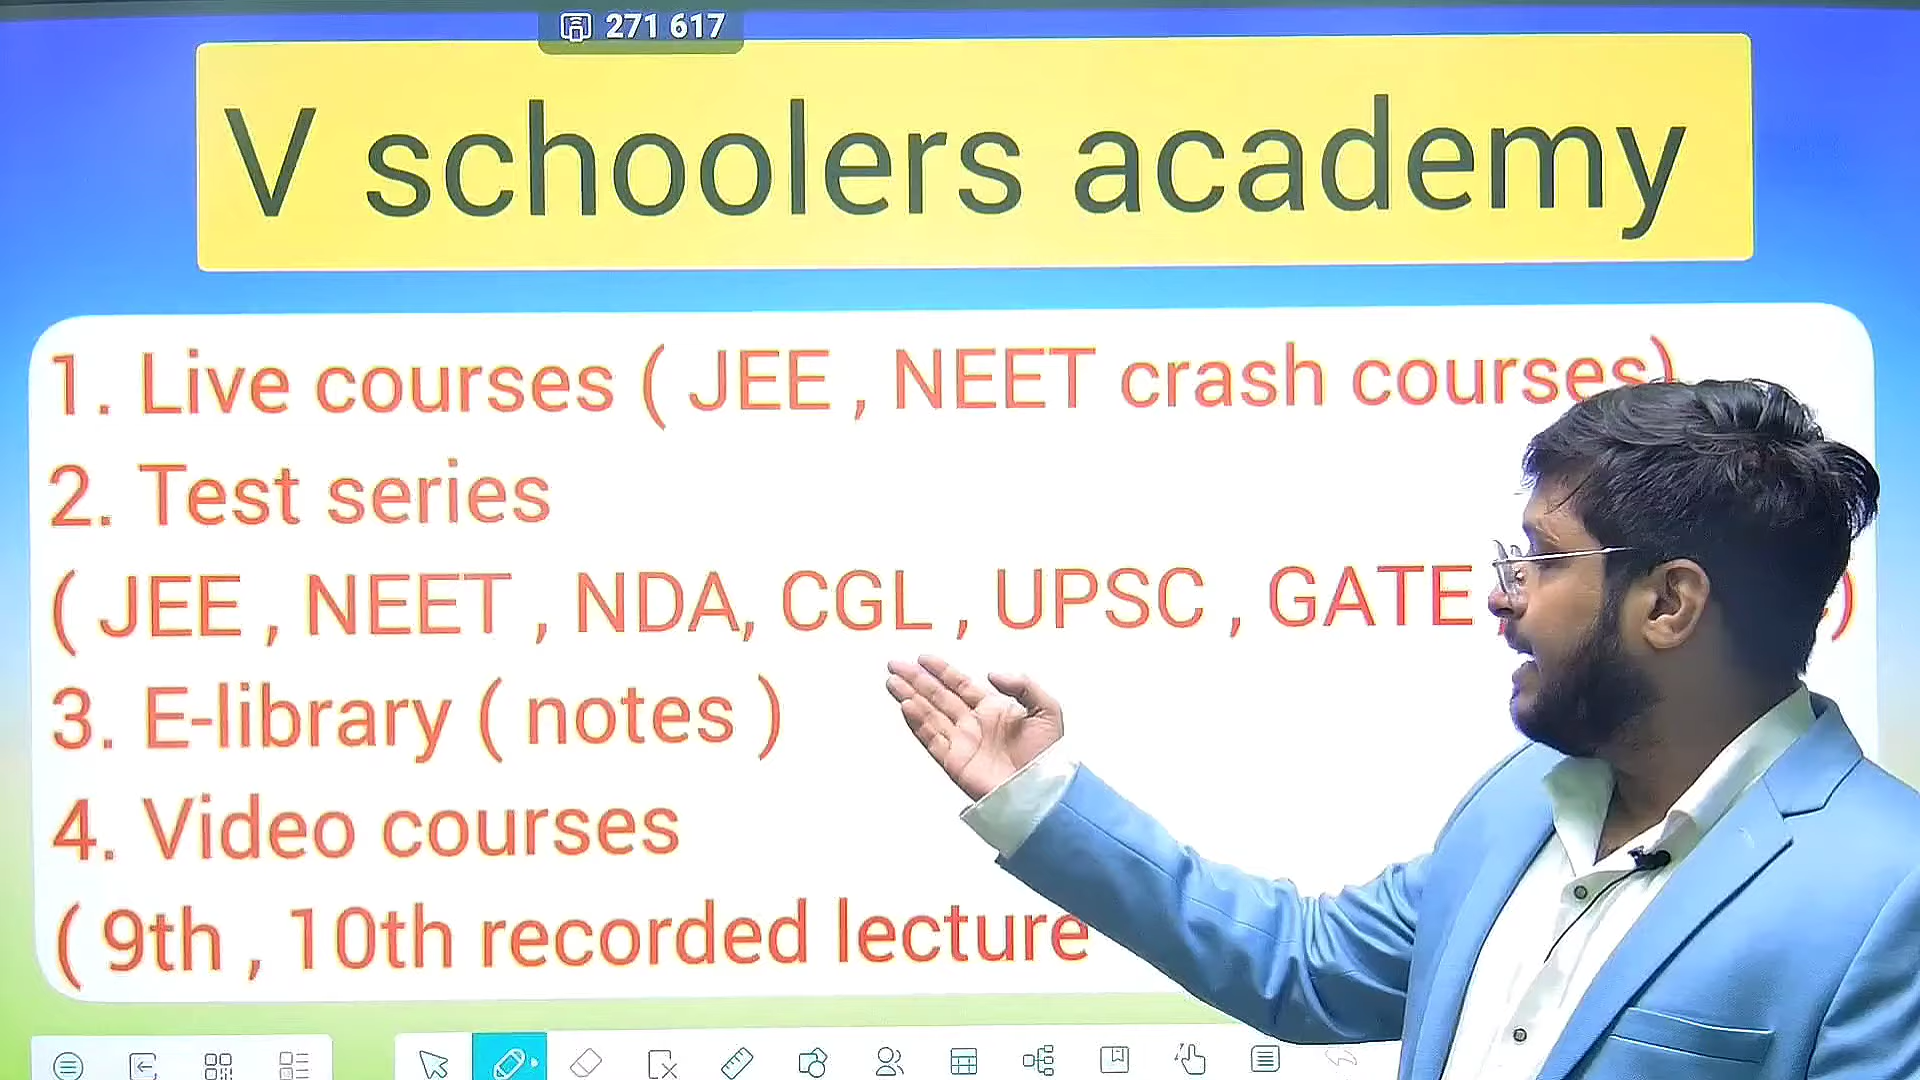 271 617
V schoolers academy
1. Live courses ( JEE , NEET crash courses)
2. Test series
( JEE , NEET , NDA, CGL , UPSC , GATE )
3. E-library ( notes )
4. Video courses
( 9th , 10th recorded lecture